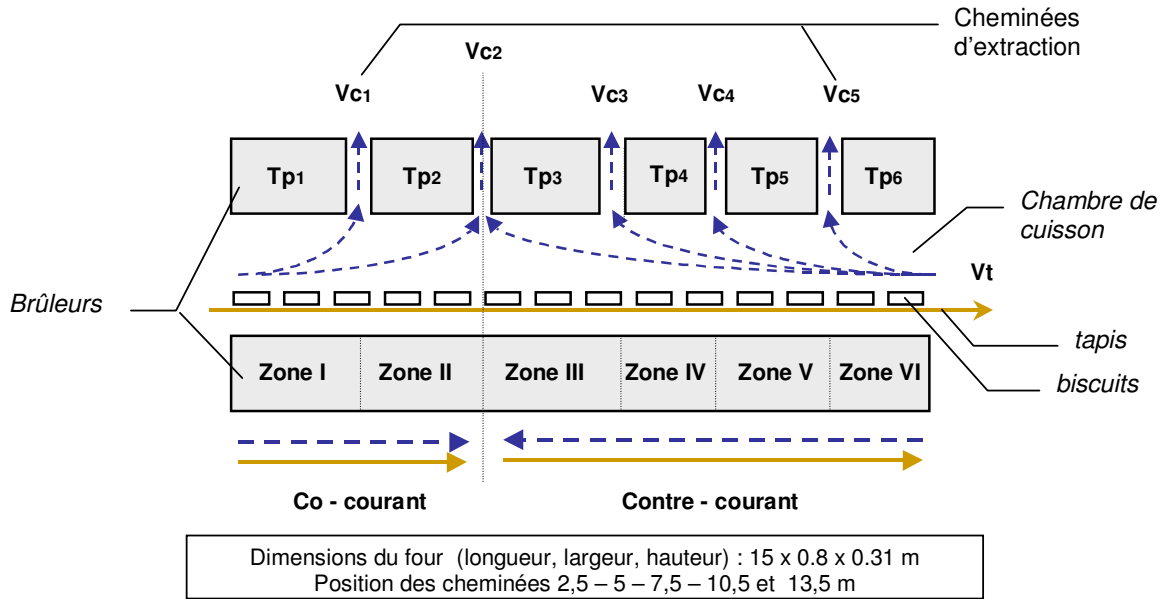 Cheminées
d'extraction
Vc2
Vc1
Vc3
Vc4
Vc5
Tp1
Tp2
Tp3
Tp4
Tp5
Tp6
Chambre de
cuisson
Vt
Brûleurs
tapis
Zone I
Zone II
Zone III
Zone IV
Zone V
Zone VI
biscuits
Co - courant
Contre - courant
Dimensions du four (longueur, largeur, hauteur) : 15 x 0.8 x 0.31 m
Position des cheminées 2,5 – 5 – 7,5 – 10,5 et 13,5 m